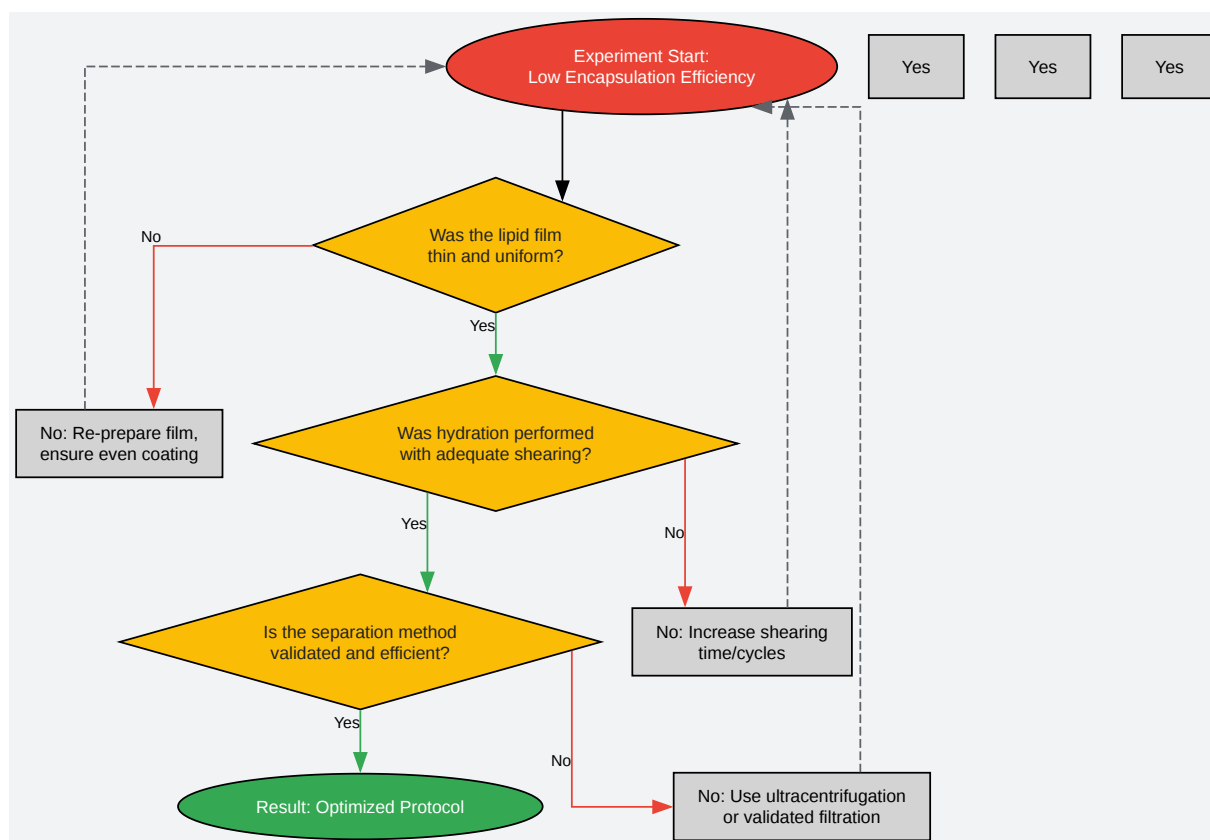 Experiment Start:
Low Encapsulation Efficiency
Yes
Yes
Yes
Was the lipid film
thin and uniform?
No
Yes
No: Re-prepare film,
ensure even coating
Was hydration performed
with adequate shearing?
Yes
No
Is the separation method
validated and efficient?
No: Increase shearing
time/cycles
Yes
No
Result: Optimized Protocol
No: Use ultracentrifugation
or validated filtration